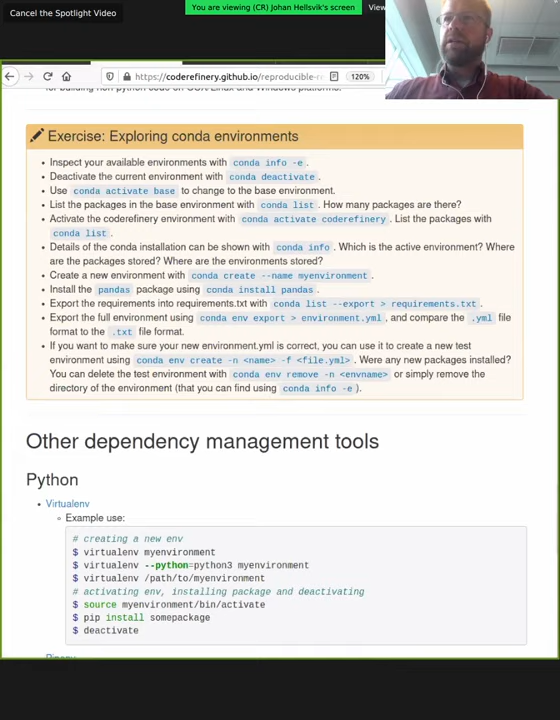 Cancel the Spotlight Video
You are viewing (CR) Johan Hellsvik's screen
View
https://coderefinery.github.io/reproducible-r
120%
Exercise: Exploring conda environments
• Inspect your available environments with conda info -e.
• Deactivate the current environment with conda deactivate.
• Use conda activate base to change to the base environment.
• List the packages in the base environment with conda list. How many packages are there?
• Activate the coderefinery environment with conda activate coderefinery. List the packages with
conda list.
• Details of the conda installation can be shown with conda info. Which is the active environment? Where
are the packages stored? Where are the environments stored?
• Create a new environment with conda create --name myenvironment.
• Install the pandas package using conda install pandas.
• Export the requirements into requirements.txt with conda list --export > requirements.txt.
• Export the full environment using conda env export > environment.yml, and compare the .yml file
format to the .txt file format.
• If you want to make sure your new environment.yml is correct, you can use it to create a new test
environment using conda env create -n <name> -f <file.yml>. Were any new packages installed?
You can delete the test environment with conda env remove -n <envname> or simply remove the
directory of the environment (that you can find using conda info -e).
Other dependency management tools
Python
• Virtualenv
◦ Example use:
# creating a new env
$ virtualenv myenvironment
$ virtualenv --python=python3 myenvironment
$ virtualenv /path/to/myenvironment
# activating env, installing package and deactivating
$ source myenvironment/bin/activate
$ pip install somepackage
$ deactivate